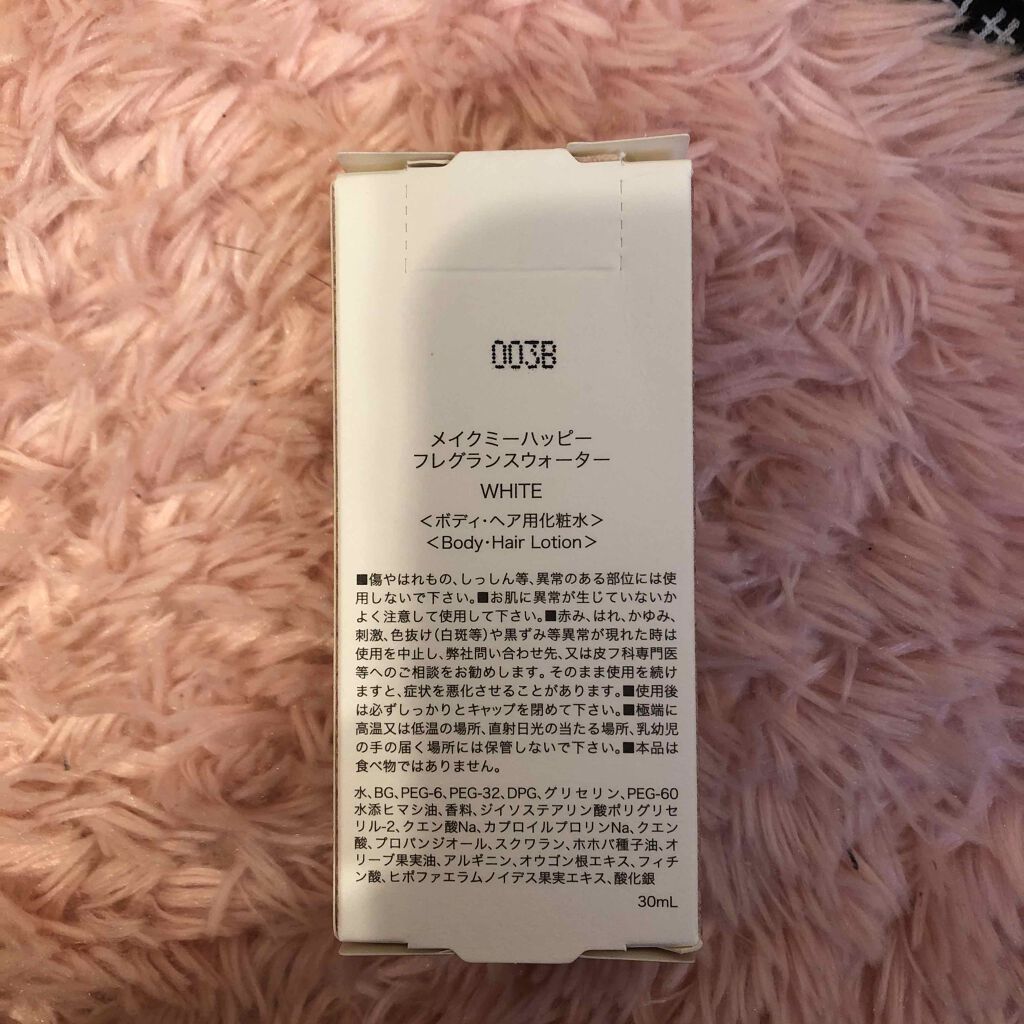 003B
メイクミーハッピー
フレグランスウォーター
WHITE
＜ボディ･ヘア用化粧水＞
＜Body･Hair Lotion＞
■傷やはれもの、しっしん等、異常のある部位には使
用しないで下さい。■お肌に異常が生じていないか
よく注意して使用して下さい。■赤み、はれ、かゆみ、
刺激、色抜け(白斑等)や黒ずみ等異常が現れた時は
使用を中止し、弊社問い合わせ先、又は皮フ科専門医
等へのご相談をお勧めします。そのまま使用を続け
ますと、症状を悪化させることがあります。■使用後
は必ずしっかりとキャップを閉めて下さい。■極端に
高温又は低温の場所、直射日光の当たる場所、乳幼児
の手の届く場所には保管しないで下さい。■本品は
食べ物ではありません。
水、BG、PEG-6、PEG-32、DPG、グリセリン、PEG-60
水添ヒマシ油、香料、ジイソステアリン酸ポリグリセ
リル-2、クエン酸Na、カプロイルプロリンNa、クエン
酸、プロパンジオール、スクワラン、ホホバ種子油、オ
リーブ果実油、アルギニン、オウゴン根エキス、フィチ
ン酸、ヒポファエラムノイデス果実エキス、酸化銀
30mL